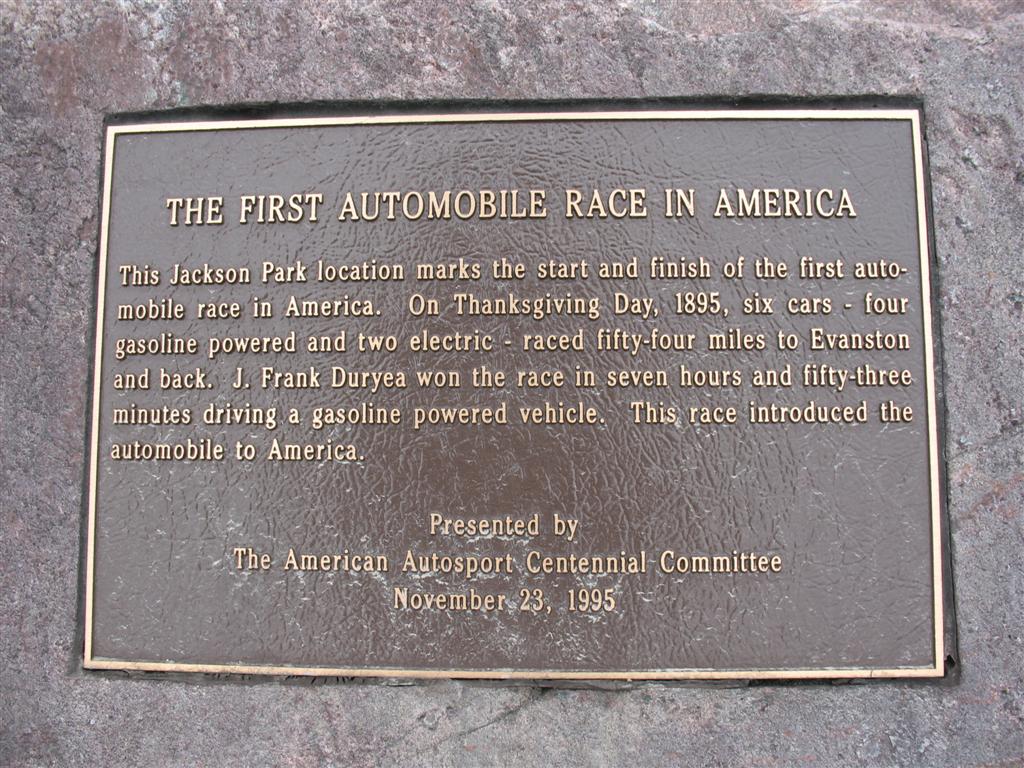 THE FIRST AUTOMOBILE RACE IN AMERICA
This Jackson Park location marks the start and finish of the first auto-
mobile race in America. On Thanksgiving Day, 1895, six cars - four
gasoline powered and two electric - raced fifty-four miles to Evanston
and back. J. Frank Duryea won the race in seven hours and fifty-three
minutes driving a gasoline powered vehicle. This race introduced the
automobile to America.
Presented by
The American Autosport Centennial Committee
November 23, 1995